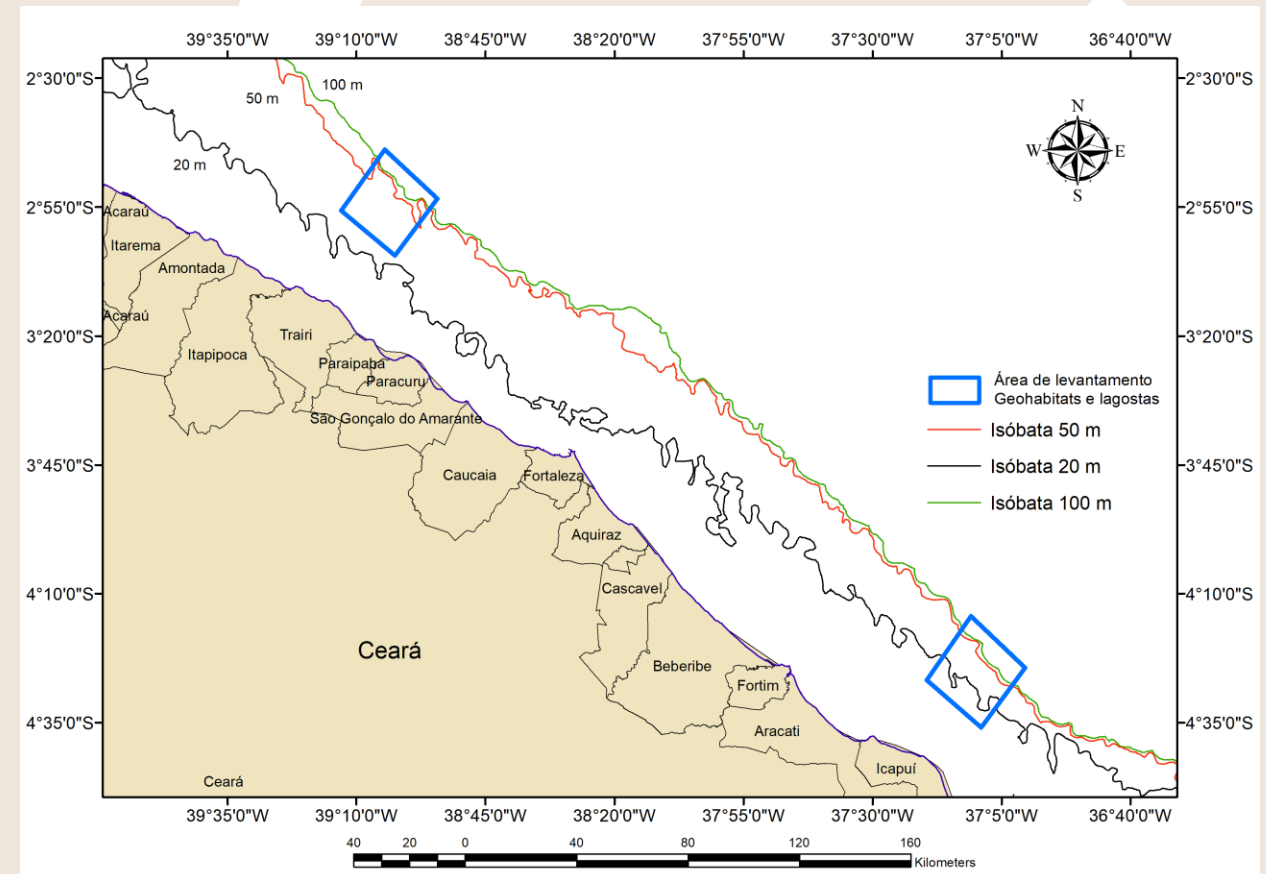 39°35'0"W 39°10'0"W 38°45'0"W 38°20'0"W 37°55'0"W 37°30'0"W 37°50'0"W 36°40'0"W
2°30'0"S
2°30'0"S
100 m
50 m
N
W E
S
20 m
2°55'0"S
2°55'0"S
Acaraú
Itarema
Amontada
Acaraú
3°20'0"S
3°20'0"S
Trairi
Itapipoca
Paraipaba
Paracuru
São Gonçalo do Amarante
Área de levantamento
Geohabitats e lagostas
Isóbata 50 m
Isóbata 20 m
Isóbata 100 m
3°45'0"S
3°45'0"S
Caucaia
Fortaleza
Aquiraz
Cascavel
4°10'0"S
4°10'0"S
Ceará
Beberibe
Fortim
4°35'0"S
4°35'0"S
Aracati
Icapuí
Ceará
39°35'0"W 39°10'0"W 38°45'0"W 38°20'0"W 37°55'0"W 37°30'0"W 37°50'0"W 36°40'0"W
40 20 0 40 80 120 160
Kilometers